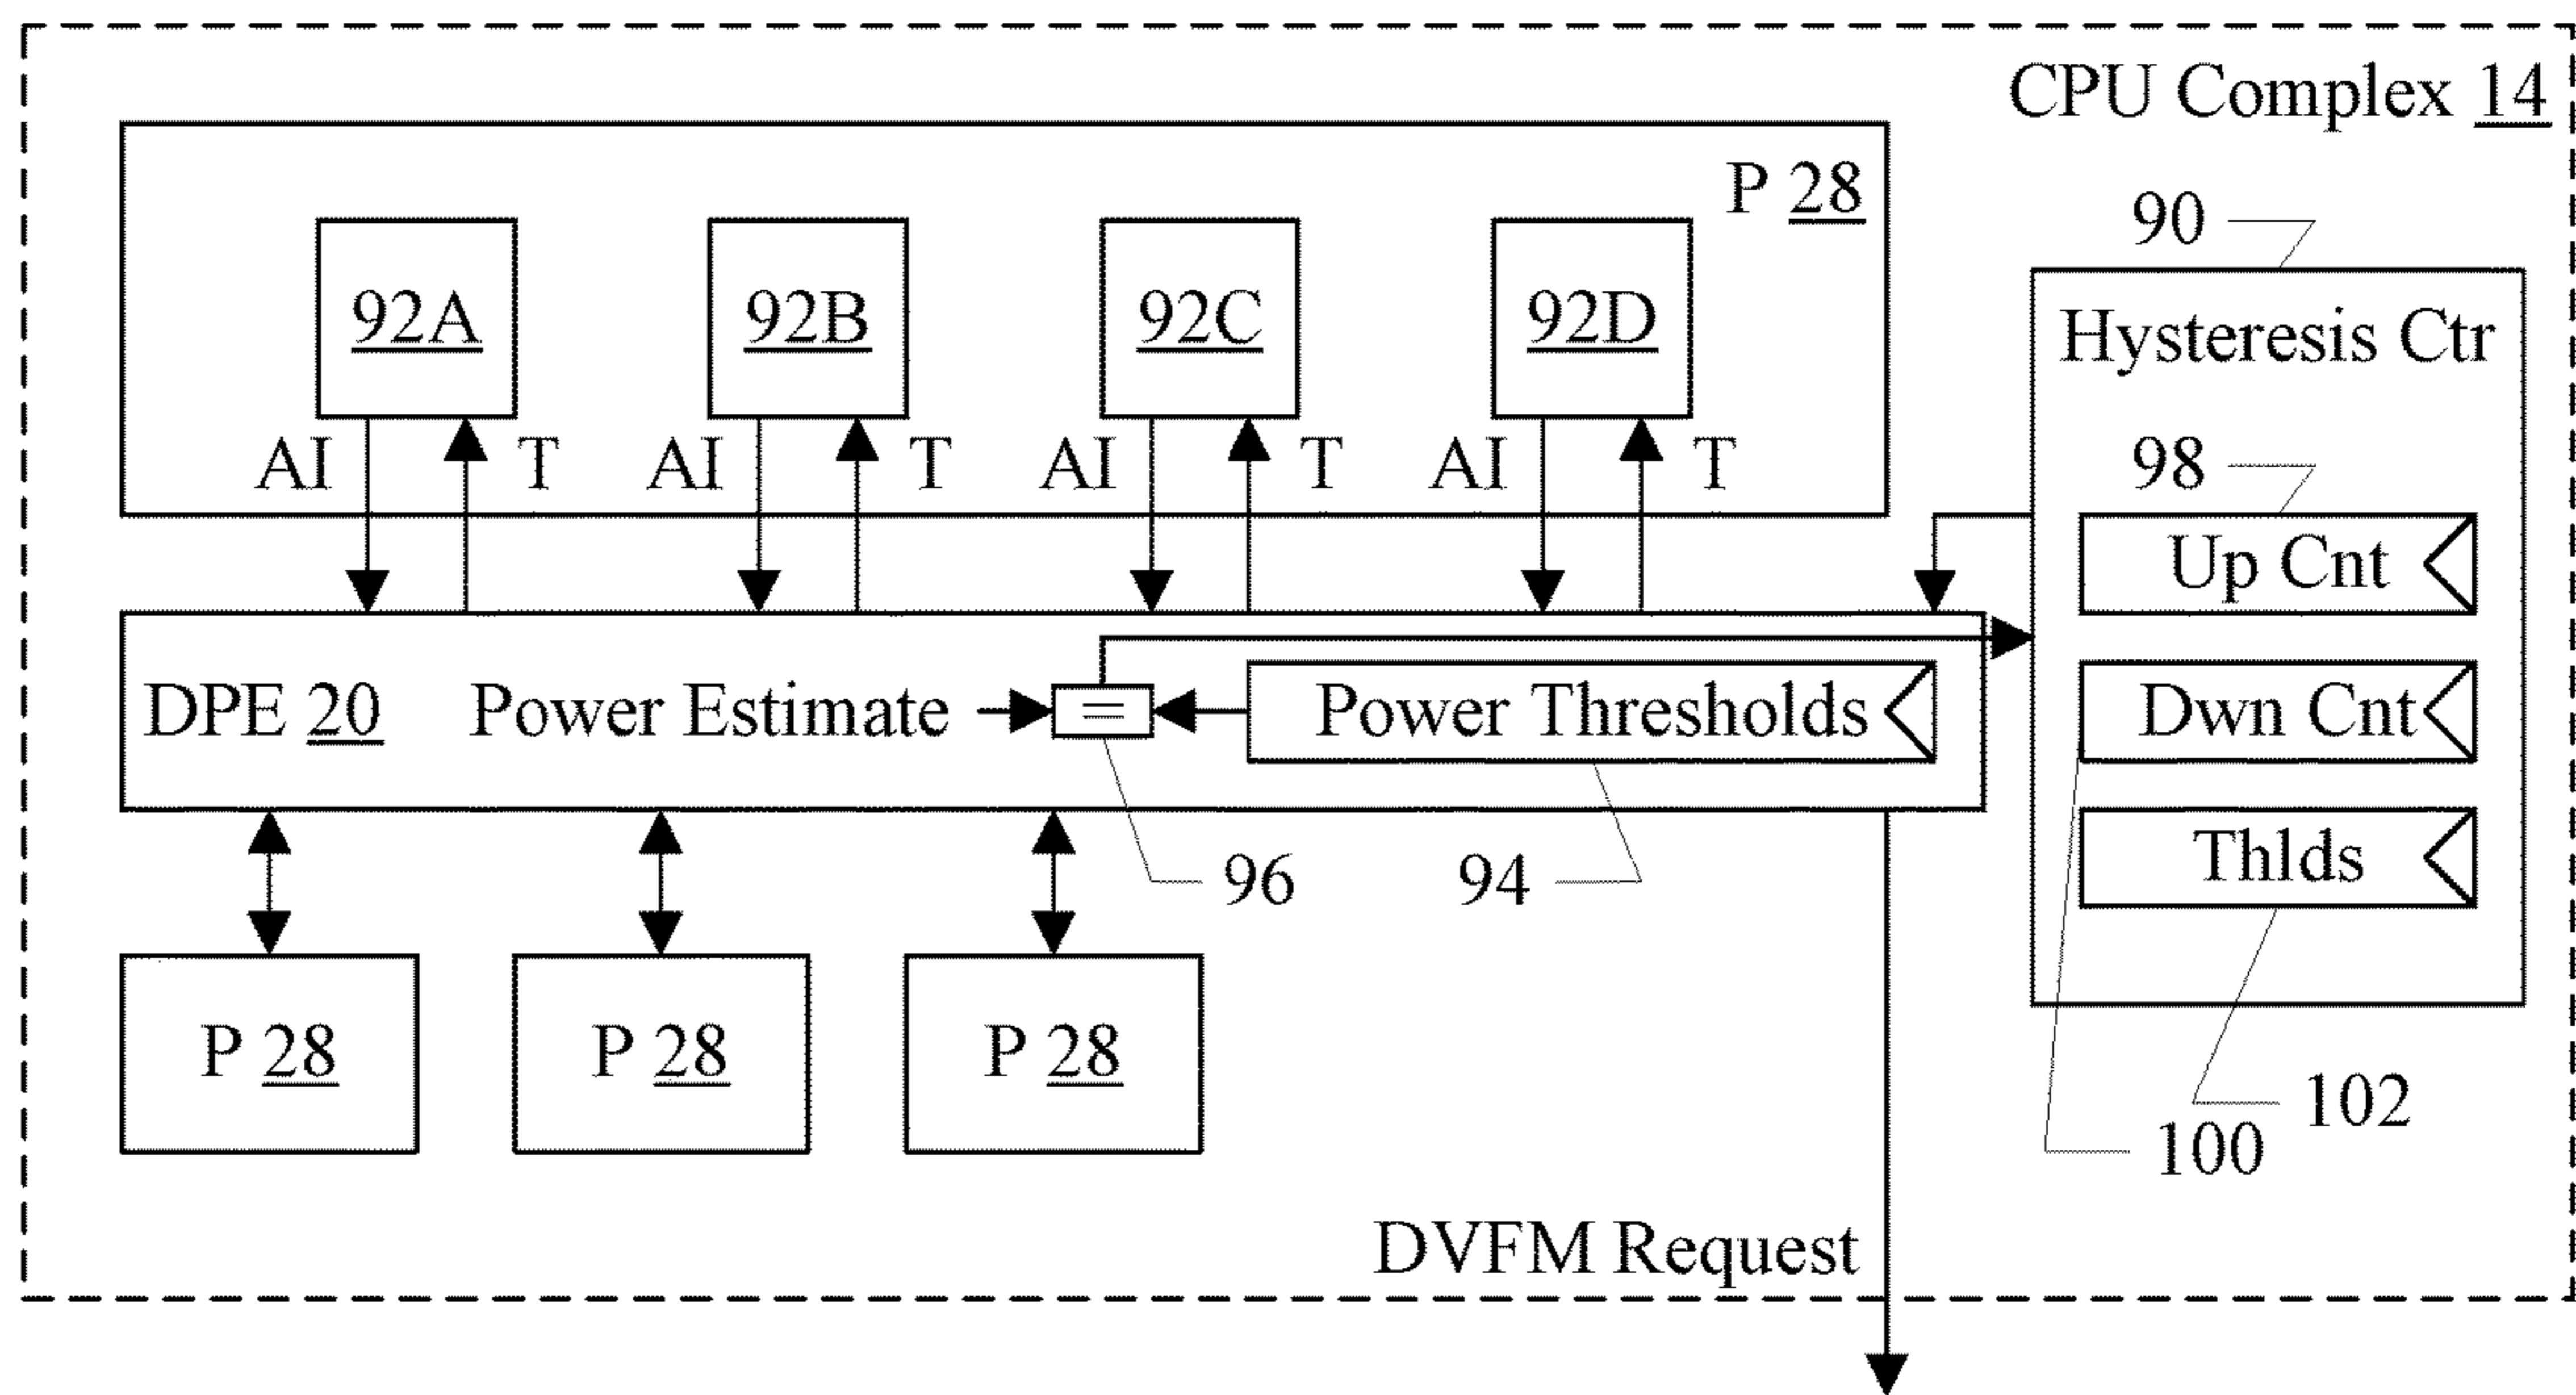 CPU Complex 14
P 28
90
92A 92B 92C 92D
Hysteresis Ctr
AI T AI T AI T AI T
98
Up Cnt
DPE 20 Power Estimate = Power Thresholds
Dwn Cnt
96 94
Thlds
P 28 P 28 P 28
102
100
DVFM Request